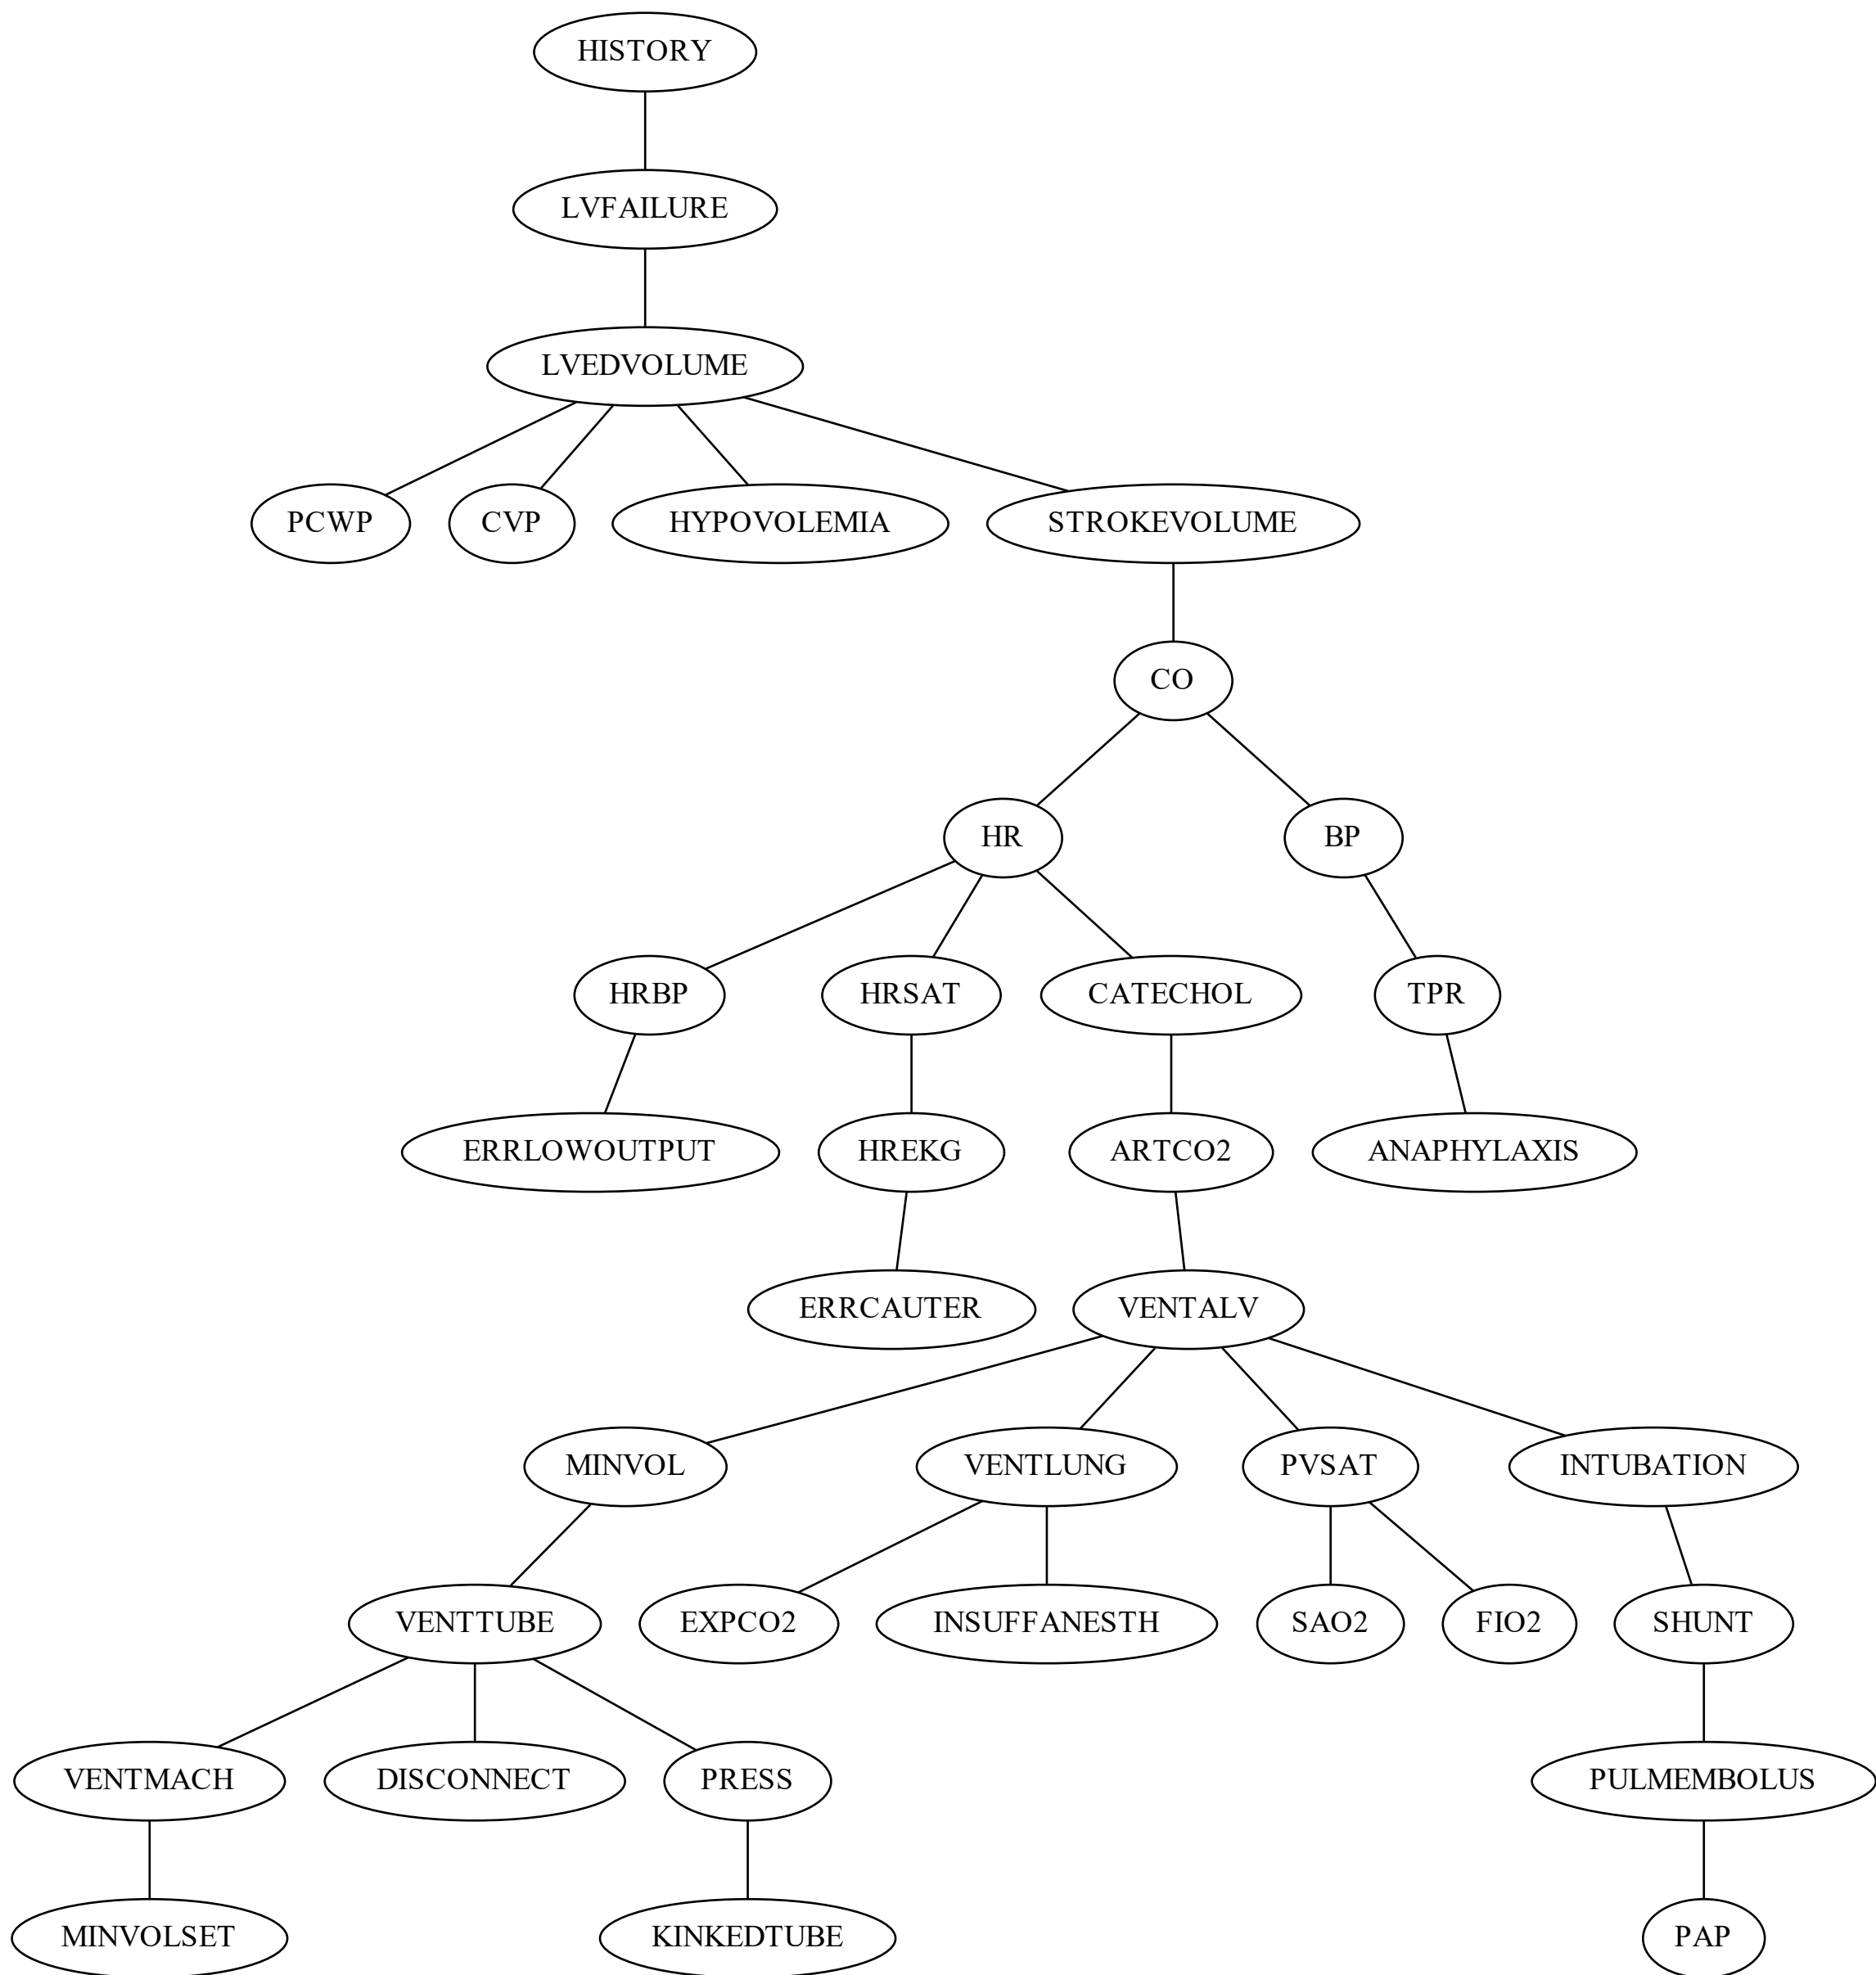 HISTORY
LVFAILURE
LVEDVOLUME
PCWP
CVP
HYPOVOLEMIA
STROKEVOLUME
CO
HR
BP
HRBP
HRSAT
CATECHOL
TPR
ERRLOWOUTPUT
HREKG
ARTCO2
ANAPHYLAXIS
ERRCAUTER
VENTALV
MINVOL
VENTLUNG
PVSAT
INTUBATION
VENTTUBE
EXPCO2
INSUFFANESTH
SAO2
FIO2
SHUNT
VENTMACH
DISCONNECT
PRESS
PULMEMBOLUS
MINVOLSET
KINKEDTUBE
PAP